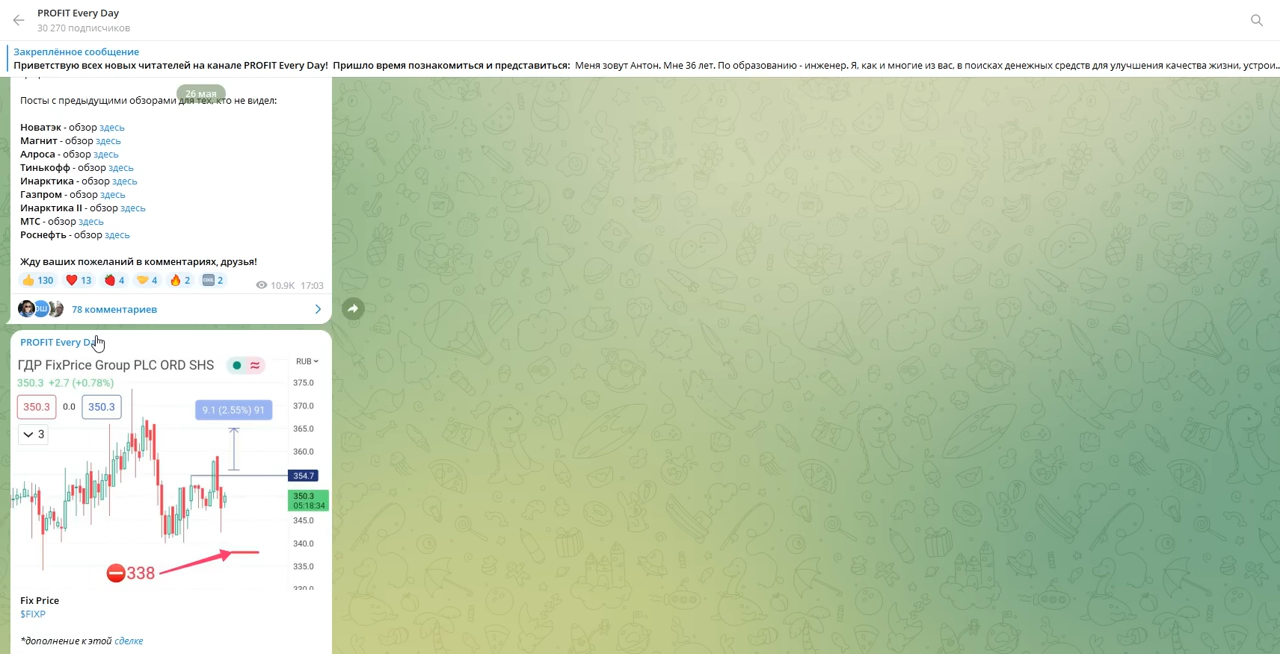 PROFIT Every Day
30 270 подписчиков
Закреплённое сообщение
Приветствую всех новых читателей на канале PROFIT Every Day! Пришло время познакомиться и представиться: Меня зовут Антон. Мне 36 лет. По образованию - инженер. Я, как и многие из вас, в поисках денежных средств для улучшения качества жизни, устрои...
26 мая
Посты с предыдущими обзорами для тех, кто не видел:
Новатэк - обзор здесь
Магнит - обзор здесь
Алроса - обзор здесь
Тинькофф - обзор здесь
Инарктика - обзор здесь
Газпром - обзор здесь
Инарктика II - обзор здесь
МТС - обзор здесь
Роснефть - обзор здесь
Жду ваших пожеланий в комментариях, друзья!
130 13 4 4 2 2
10.9K 17:03
78 комментариев
PROFIT Every Da
ГДР FixPrice Group PLC ORD SHS
RUB
350.3 +2.7 (+0.78%)
375.0
350.3 0.0 350.3
9.1 (2.55%) 91
370.0
3
365.0
360.0
354.7
350.3
05:18:34
345.0
340.0
338
335.0
330.0
Fix Price
$FIXP
*дополнение к этой сделке